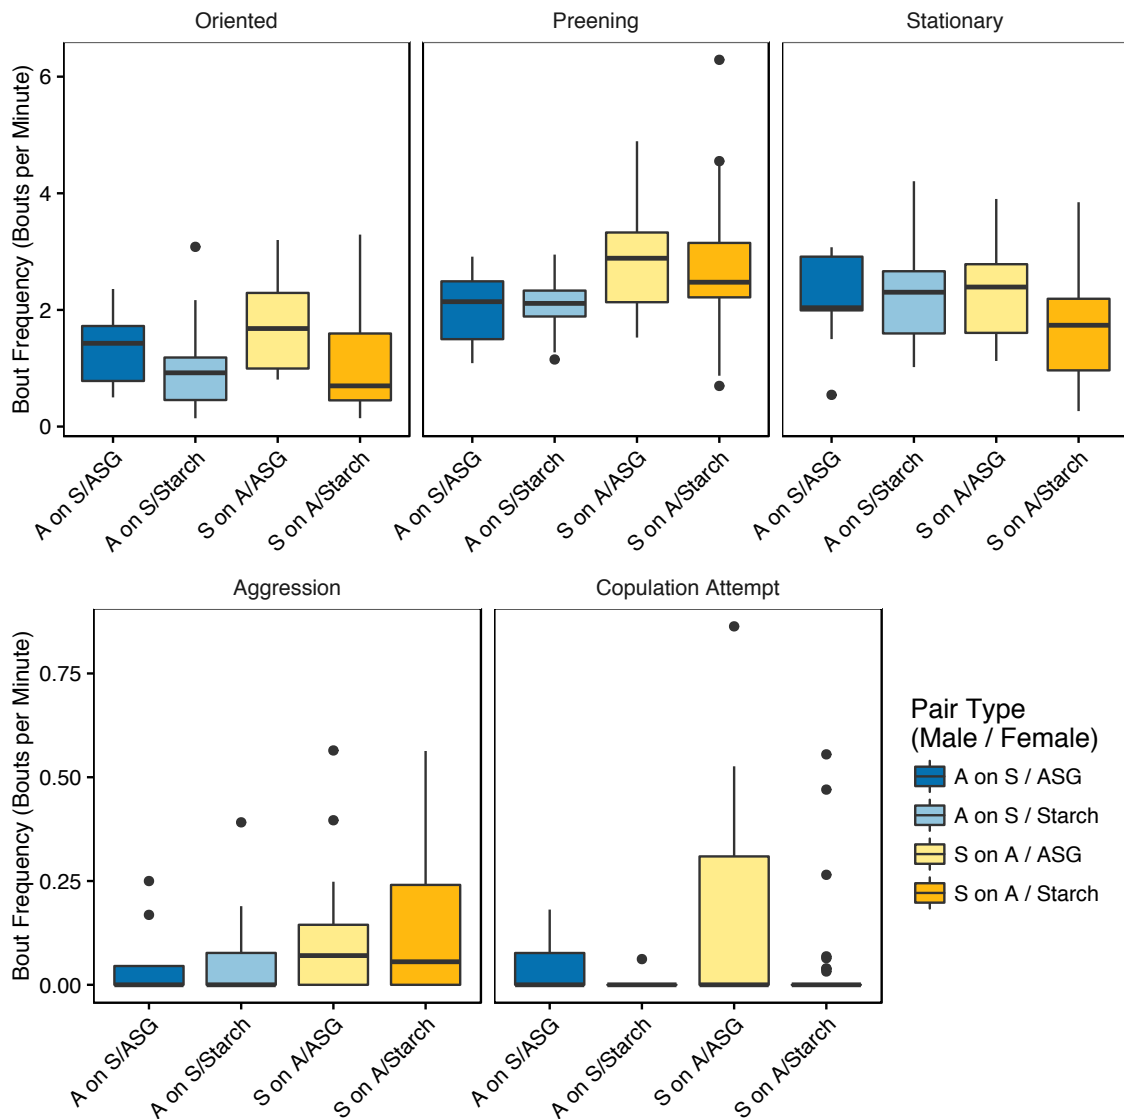 Oriented
Preening
Stationary
Bout Frequency (Bouts per Minute)
6
4
2
0
A on S/ASG
A on S/Starch
S on A/ASG
S on A/Starch
A on S/ASG
A on S/Starch
S on A/ASG
S on A/Starch
A on S/ASG
A on S/Starch
S on A/ASG
S on A/Starch
Aggression
Copulation Attempt
Bout Frequency (Bouts per Minute)
0.75
0.50
0.25
0.00
A on S/ASG
A on S/Starch
S on A/ASG
S on A/Starch
A on S/ASG
A on S/Starch
S on A/ASG
S on A/Starch
Pair Type
(Male / Female)
A on S / ASG
A on S / Starch
S on A / ASG
S on A / Starch